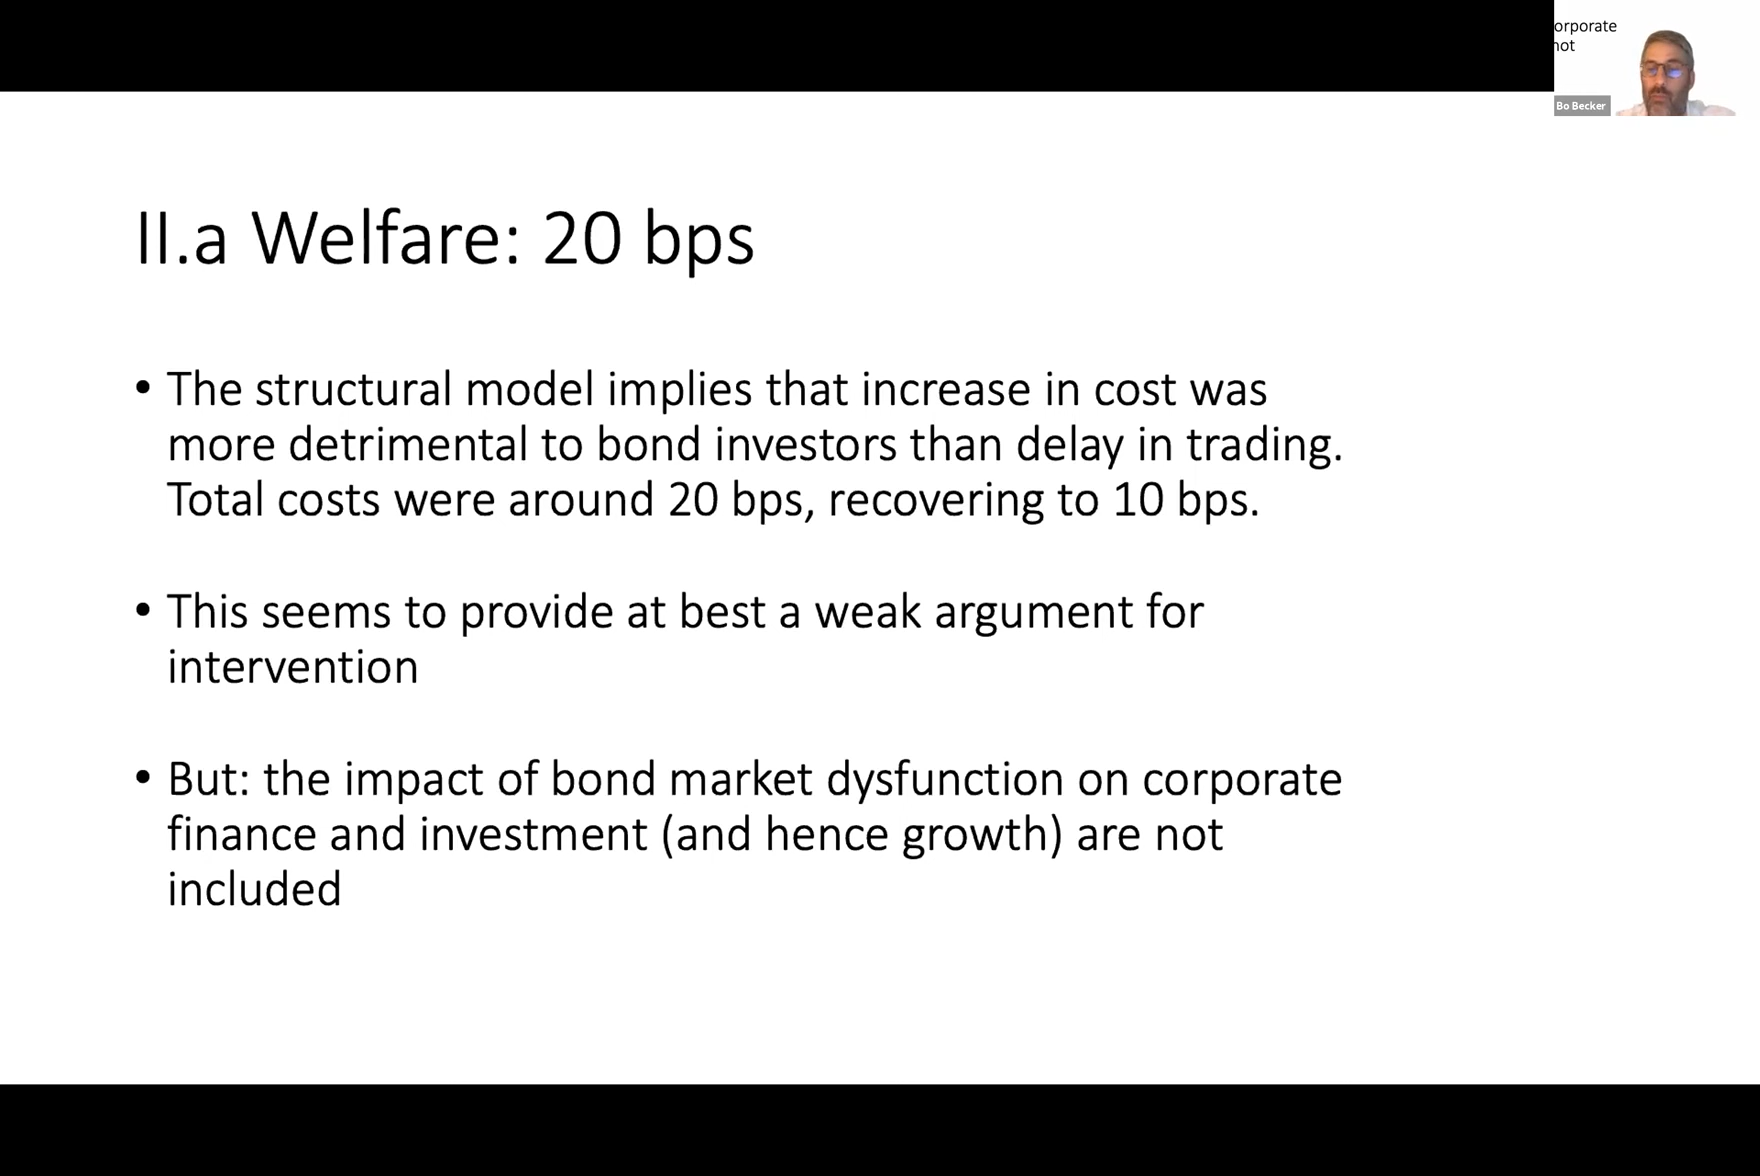 orporate
not
Bo Becker
II.a Welfare: 20 bps
• The structural model implies that increase in cost was
more detrimental to bond investors than delay in trading.
Total costs were around 20 bps, recovering to 10 bps.
• This seems to provide at best a weak argument for
intervention
• But: the impact of bond market dysfunction on corporate
finance and investment (and hence growth) are not
included